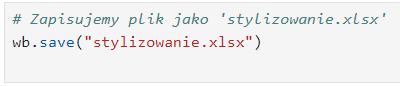 # Zapisujemy plik jako 'stylizowanie.xlsx'
wb.save("stylizowanie.xlsx")